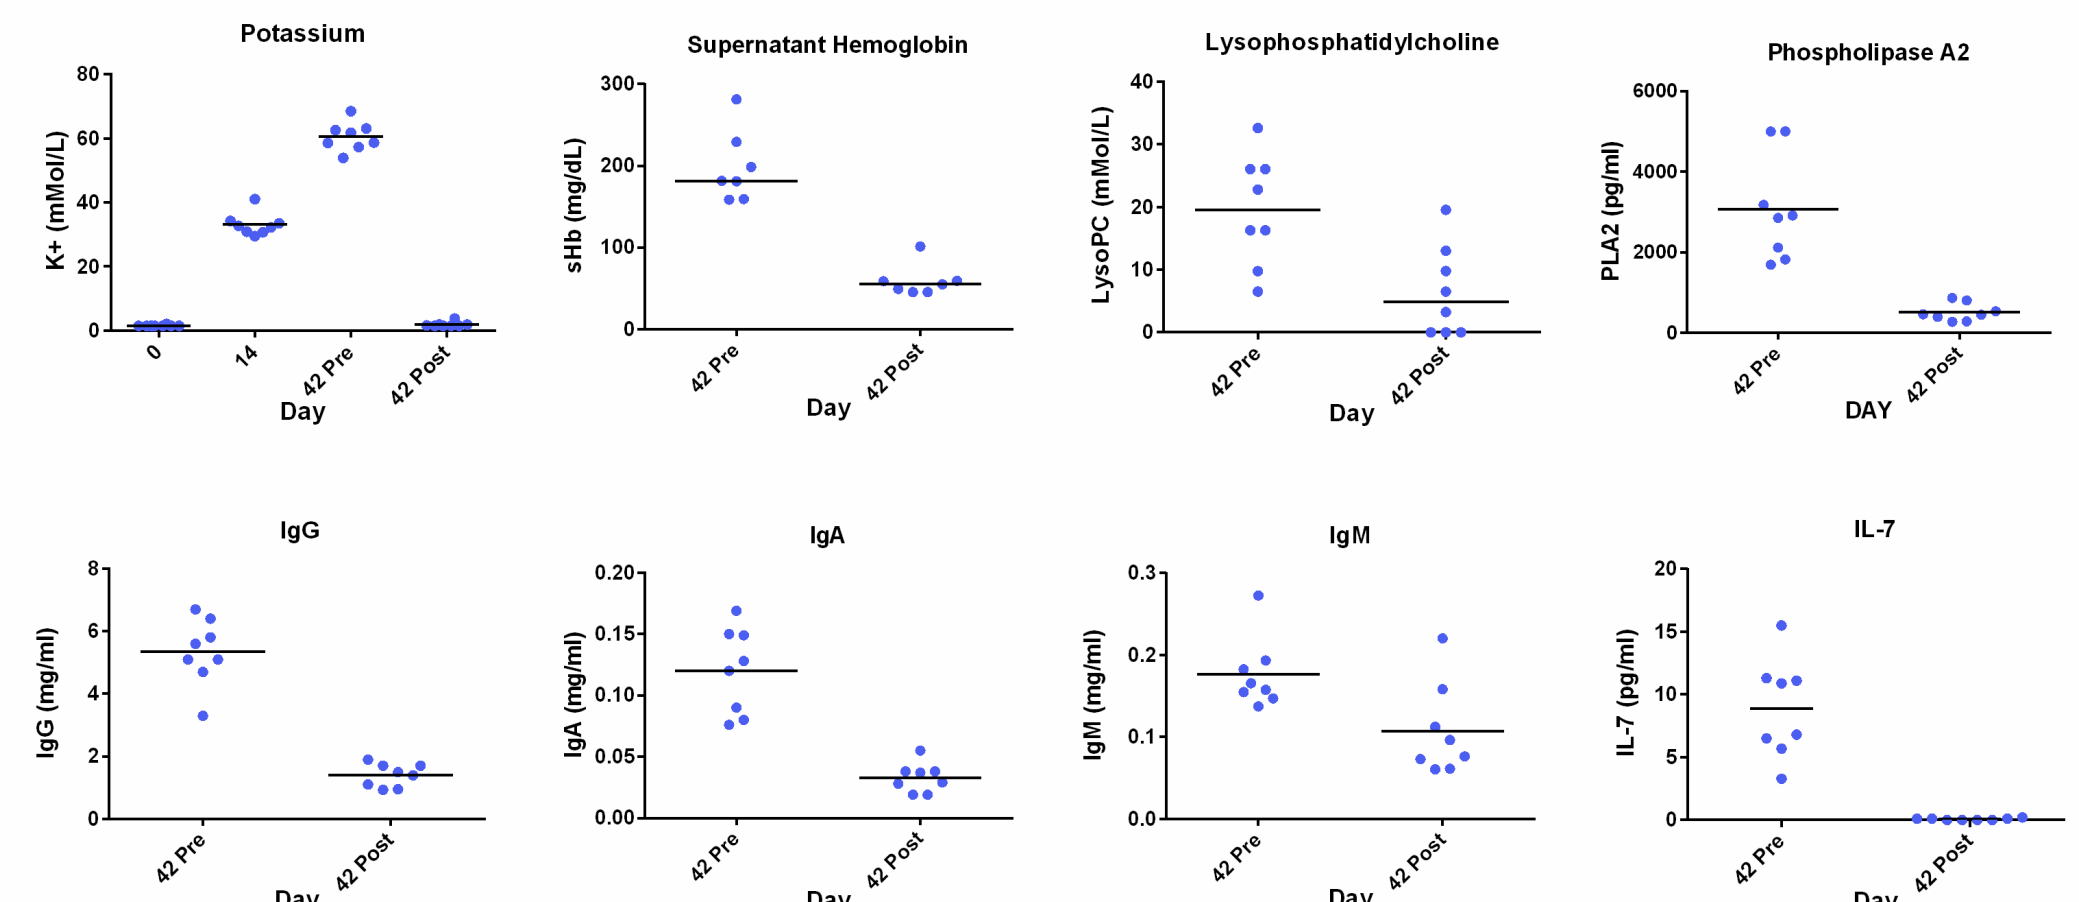 Potassium
80
60
40
20
0
K+ (mMol/L)
0
14
42 Pre
42 Post
Day
Supernatant Hemoglobin
300
200
100
0
sHb (mg/dL)
42 Pre
42 Post
Day
Lysophosphatidylcholine
40
30
20
10
0
LysoPC (mMol/L)
42 Pre
42 Post
Day
Phospholipase A2
6000
4000
2000
0
PLA2 (pg/ml)
42 Pre
42 Post
DAY
IgG
8
6
4
2
0
IgG (mg/ml)
42 Pre
42 Post
Day
IgA
0.20
0.15
0.10
0.05
0.00
IgA (mg/ml)
42 Pre
42 Post
Day
IgM
0.3
0.2
0.1
0.0
IgM (mg/ml)
42 Pre
42 Post
Day
IL-7
20
15
10
5
0
IL-7 (pg/ml)
42 Pre
42 Post
Day